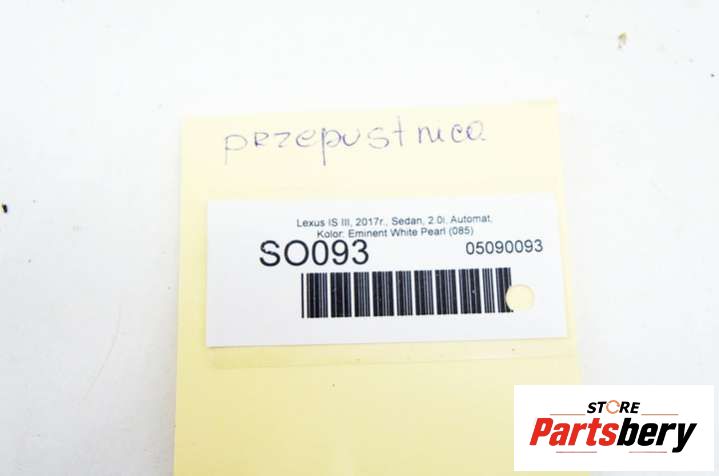 przepustnica
Lexus IS III, 2017r., Sedan, 2.0i, Automat,
Kolor: Eminent White Pearl (085)
SO093 05090093
STORE
Partsbery